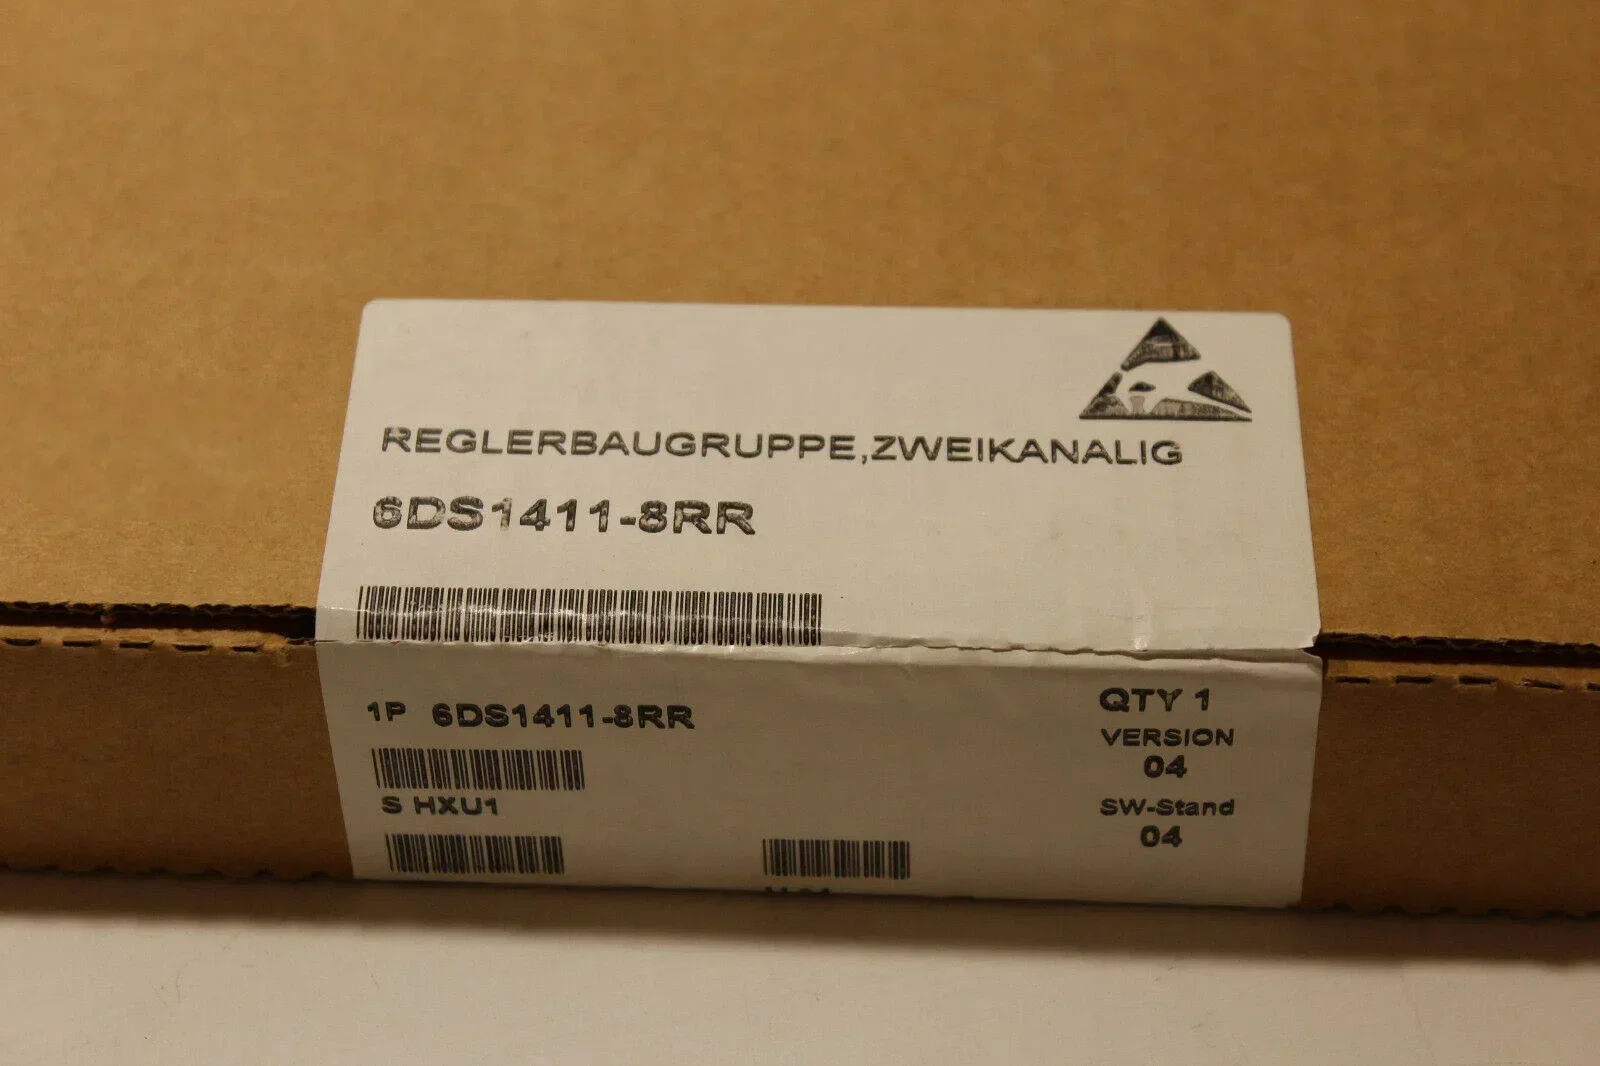 REGLERBAUGRUPPE,ZWEIKANALIG
6DS1411-8RR
1P 6DS1411-8RR
QTY 1
VERSION
04
S HXU1
SW-Stand
04